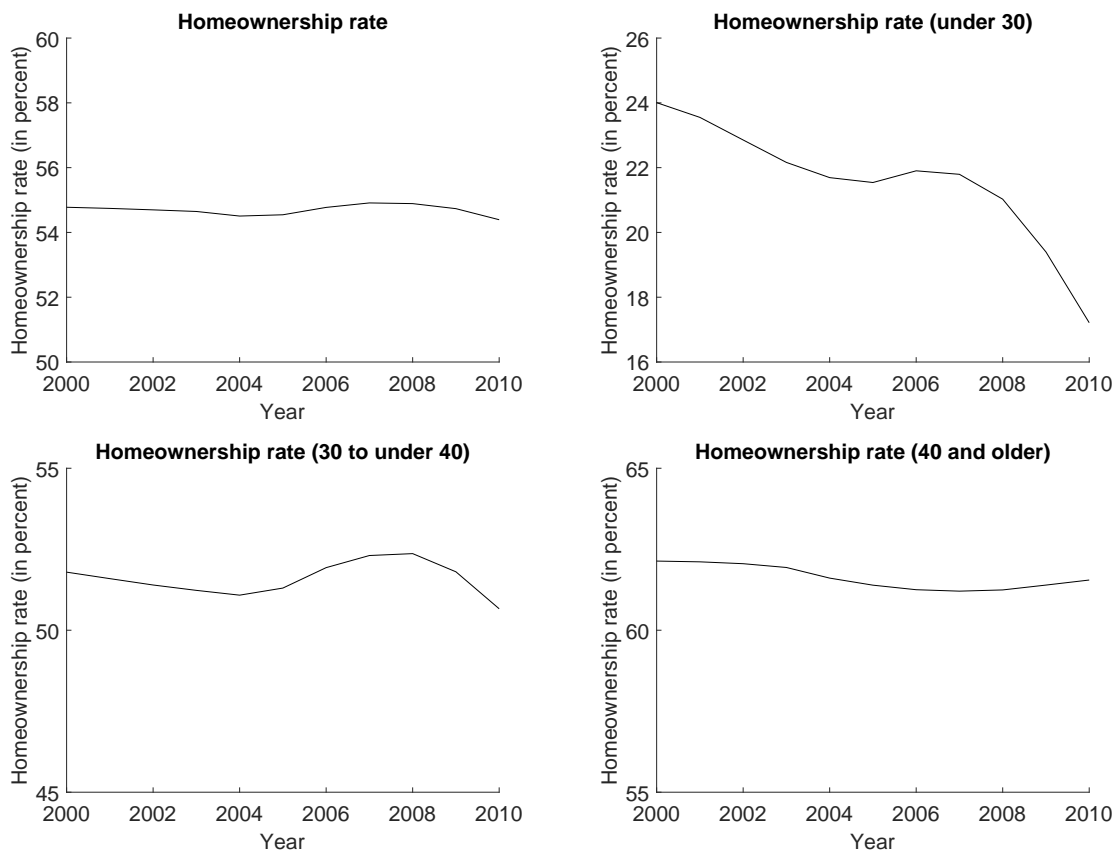 Homeownership rate
Homeownership rate (in percent)
60
58
56
54
52
50
2000 2002 2004 2006 2008 2010
Year
Homeownership rate (under 30)
Homeownership rate (in percent)
26
24
22
20
18
16
2000 2002 2004 2006 2008 2010
Year
Homeownership rate (30 to under 40)
Homeownership rate (in percent)
55
50
45
2000 2002 2004 2006 2008 2010
Year
Homeownership rate (40 and older)
Homeownership rate (in percent)
65
60
55
2000 2002 2004 2006 2008 2010
Year